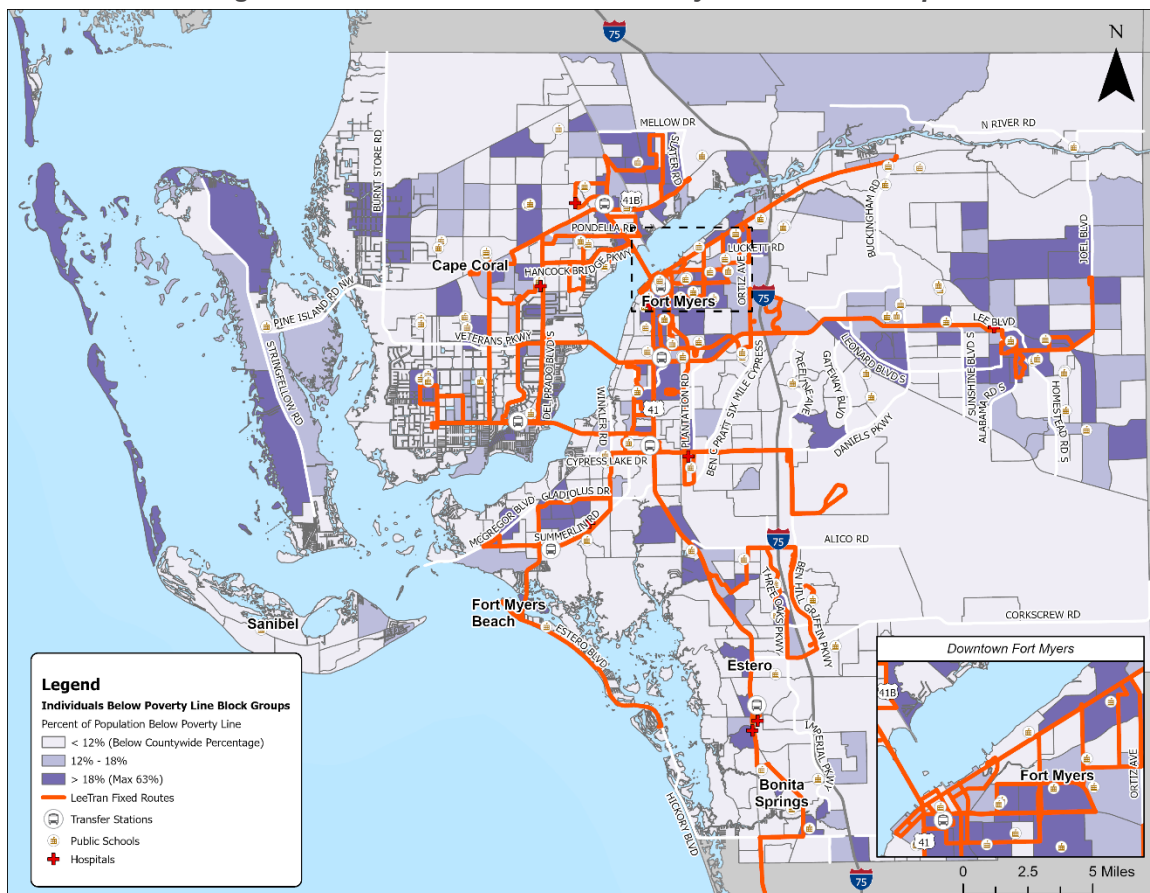 75
N
MELLOW DR
N RIVER RD
SLATER RD
BURNT STORE RD
41B
BUCKINGHAM RD
JOEL BLVD
PONDELLA RD
LUCKETT RD
Cape Coral
HANCOCK BRIDGE PKWY
ORTIZ AVE
PINE ISLAND RD NW
Fort Myers
75
LEE BLVD
VETERANS PKWY
STRINGFELLOW RD
DEL PRADO BLVD S
LEONARD BLVD S
SUNSHINE BLVD S
ALABAMA RD S
HOMESTEAD RD S
GATEWAY BLVD
WINKLER RD
41
PLANTATION RD
BEN C PRATT SIX MILE CYPRESS
DANIELS PKWY
CYPRESS LAKE DR
MCGREGOR BLVD
GLADIOLUS DR
SUMMERLIN RD
75
ALICO RD
THREE OAKS PKWY
BEN HILL GRIFFIN PKWY
Fort Myers
Beach
CORKSCREW RD
Sanibel
ESTERO BLVD
Estero
IMPERIAL PKWY
Bonita
Springs
HICKORY BLVD
75
Legend
Individuals Below Poverty Line Block Groups
Percent of Population Below Poverty Line
< 12% (Below Countywide Percentage)
12% - 18%
> 18% (Max 63%)
LeeTran Fixed Routes
Transfer Stations
Public Schools
Hospitals
Downtown Fort Myers
41B
Fort Myers
ORTIZ AVE
41
0 2.5 5 Miles